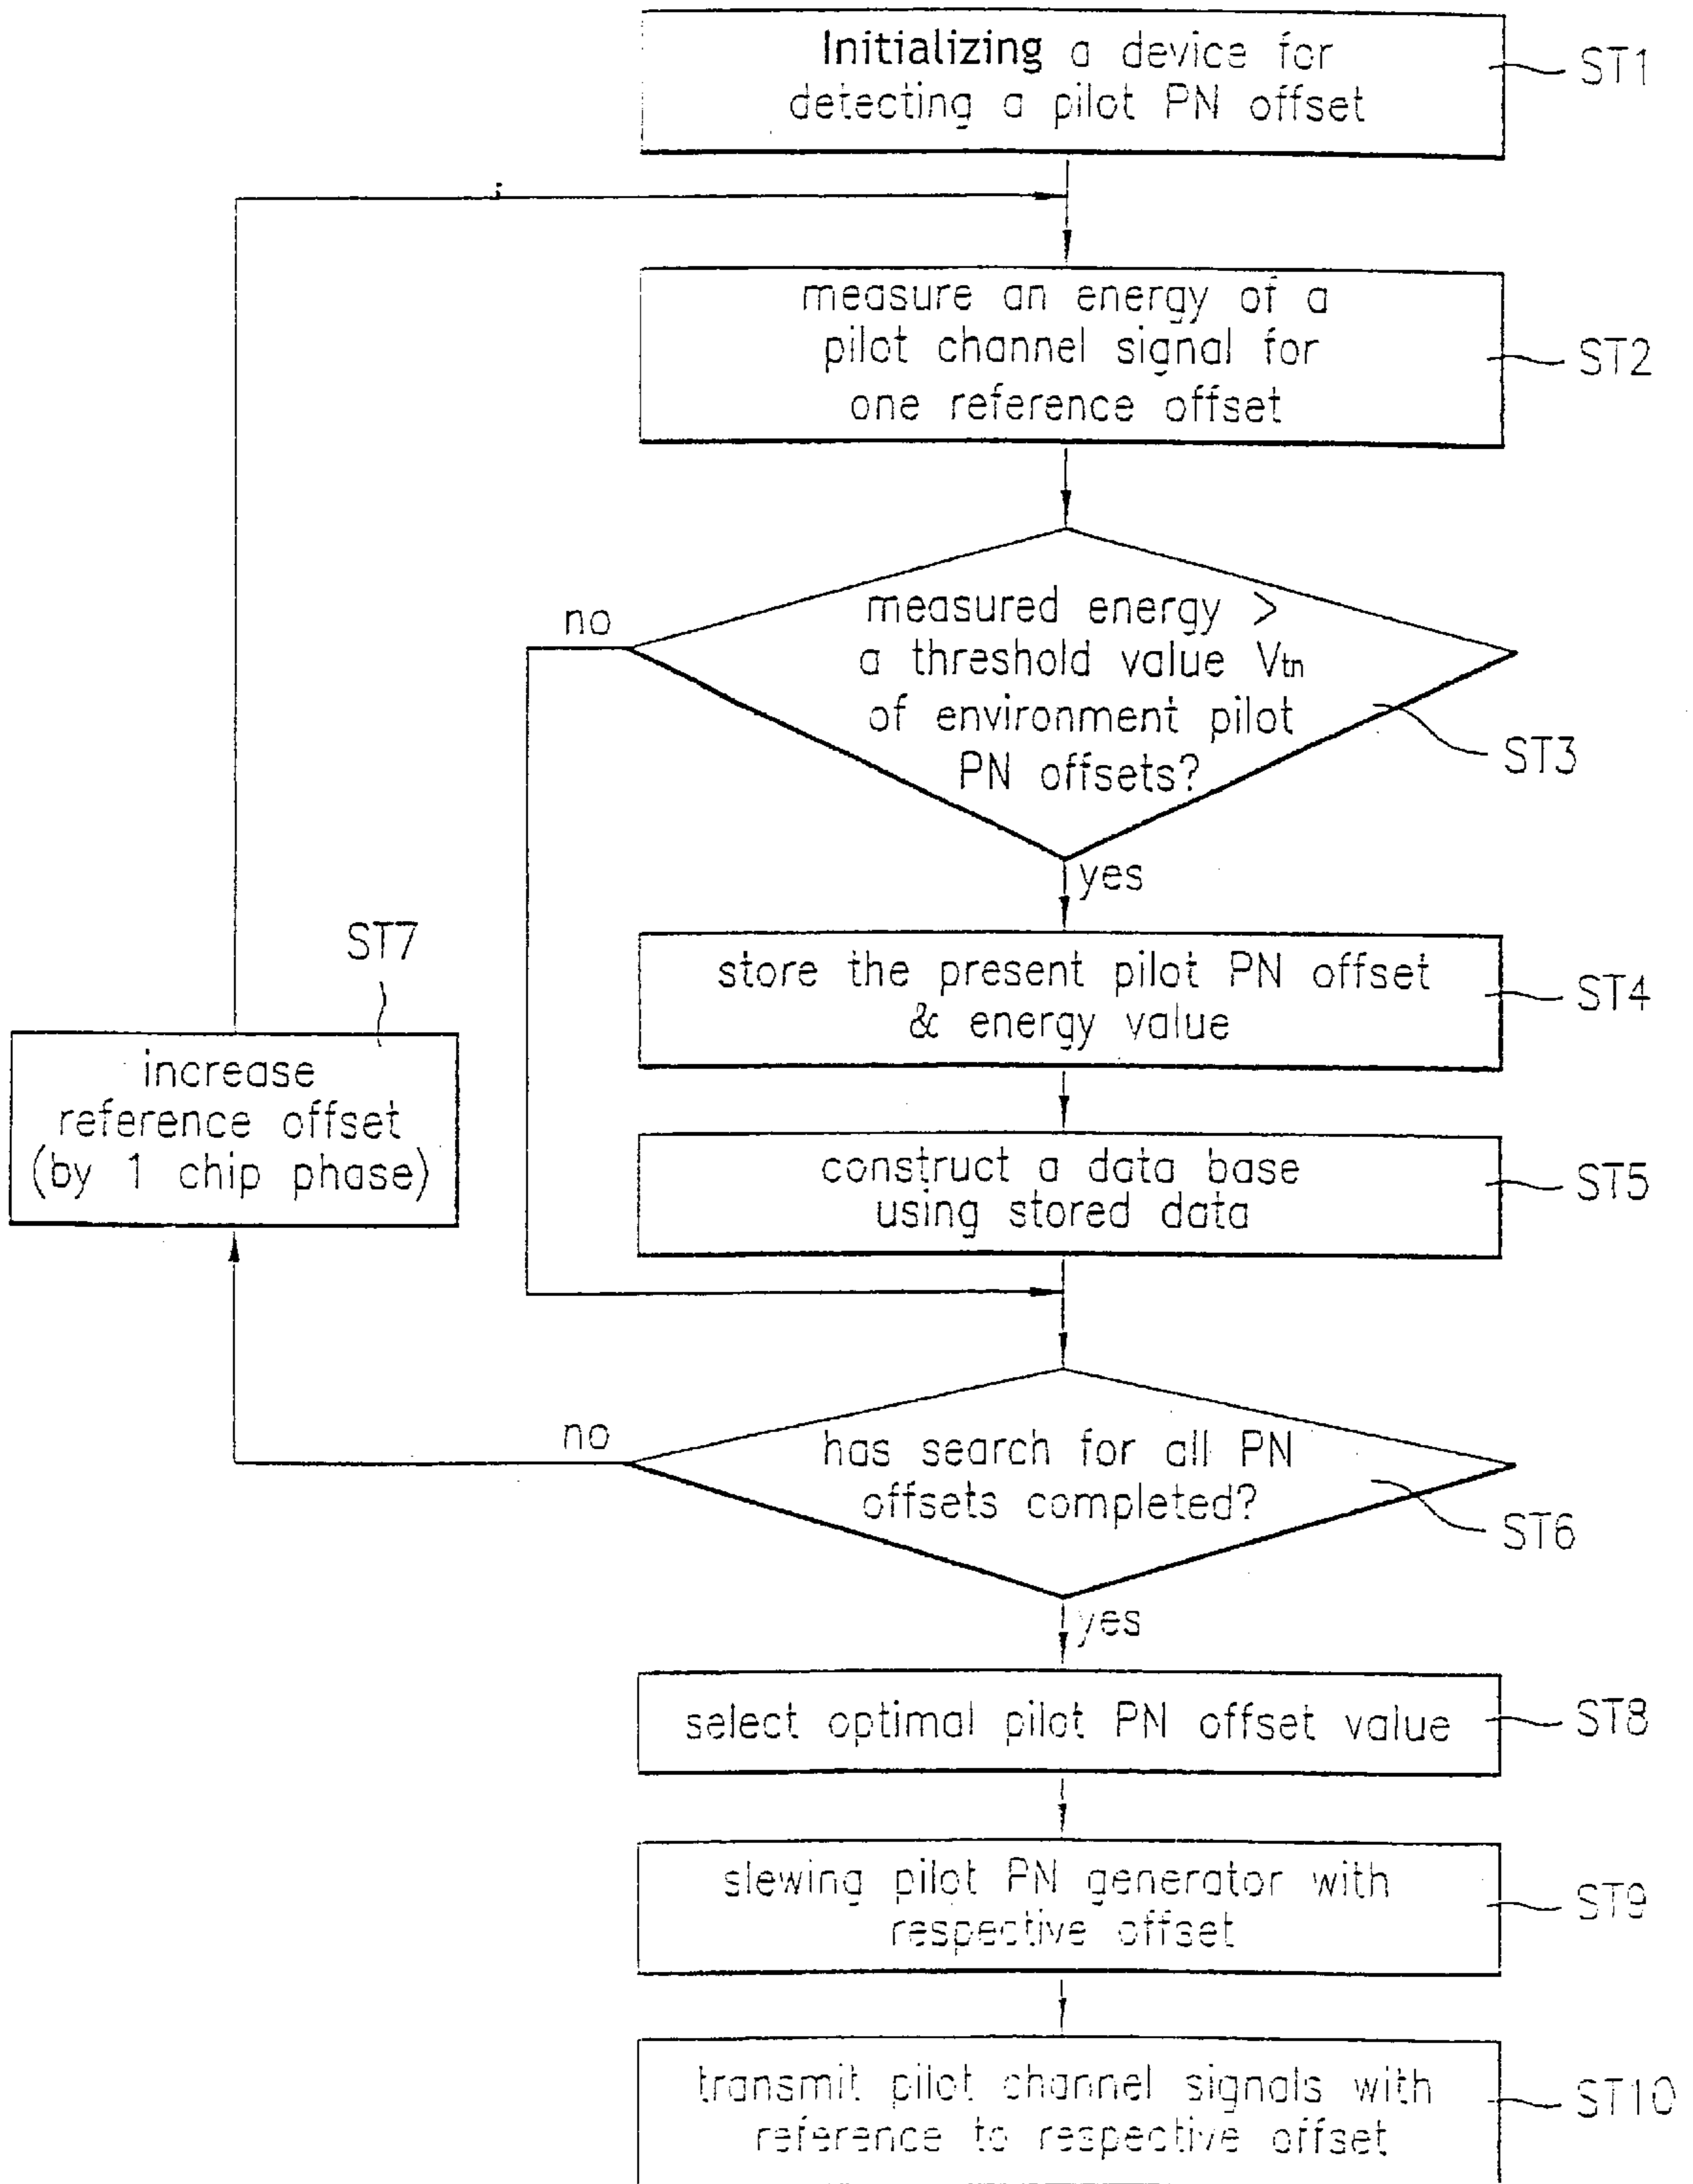 Initializing a device for
detecting a pilot PN offset
ST1
measure an energy of a
pilot channel signal for
one reference offset
ST2
measured energy >
a threshold value Vtn
of environment pilot
PN offsets?
ST3
no
yes
store the present pilot PN offset
& energy value
ST4
construct a data base
using stored data
ST5
ST7
increase
reference offset
(by 1 chip phase)
has search for all PN
offsets completed?
ST6
no
yes
select optimal pilot PN offset value
ST8
slewing pilot PN generator with
respective offset
ST9
transmit pilot channel signals with
reference to respective offset
ST10